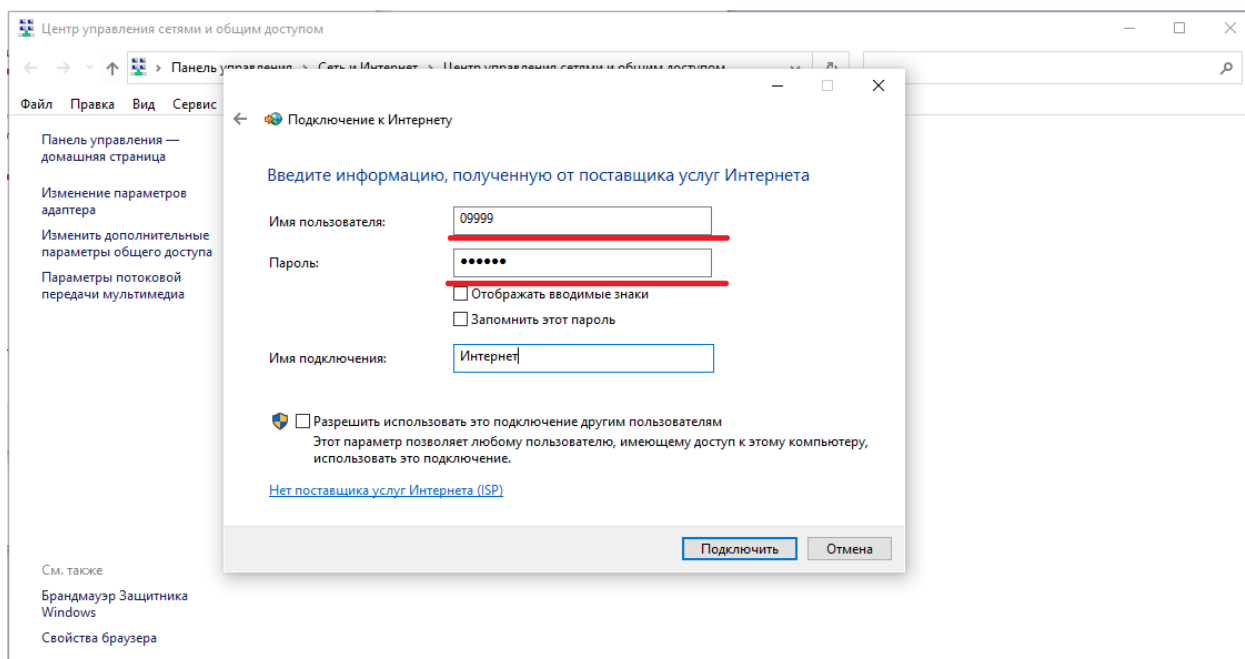 Центр управления сетями и общим доступом
Панель управления > Сеть и Интернет > Центр управления сетями и общим доступом
Файл Правка Вид Сервис
Панель управления —
домашняя страница
Изменение параметров
адаптера
Изменить дополнительные
параметры общего доступа
Параметры потоковой
передачи мультимедиа
См. также
Брандмауэр Защитника
Windows
Свойства браузера
Подключение к Интернету
Введите информацию, полученную от поставщика услуг Интернета
Имя пользователя: 09999
Пароль: ●●●●●●
Отображать вводимые знаки
Запомнить этот пароль
Имя подключения: Интернет
Разрешить использовать это подключение другим пользователям
Этот параметр позволяет любому пользователю, имеющему доступ к этому компьютеру,
использовать это подключение.
Нет поставщика услуг Интернета (ISP)
Подключить Отмена